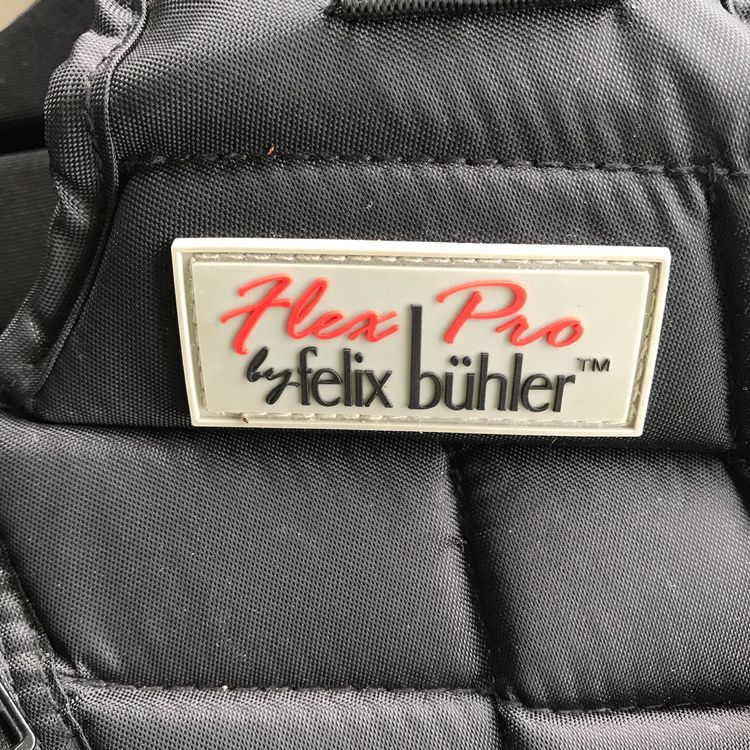 Flex Pro
by felix bühler™